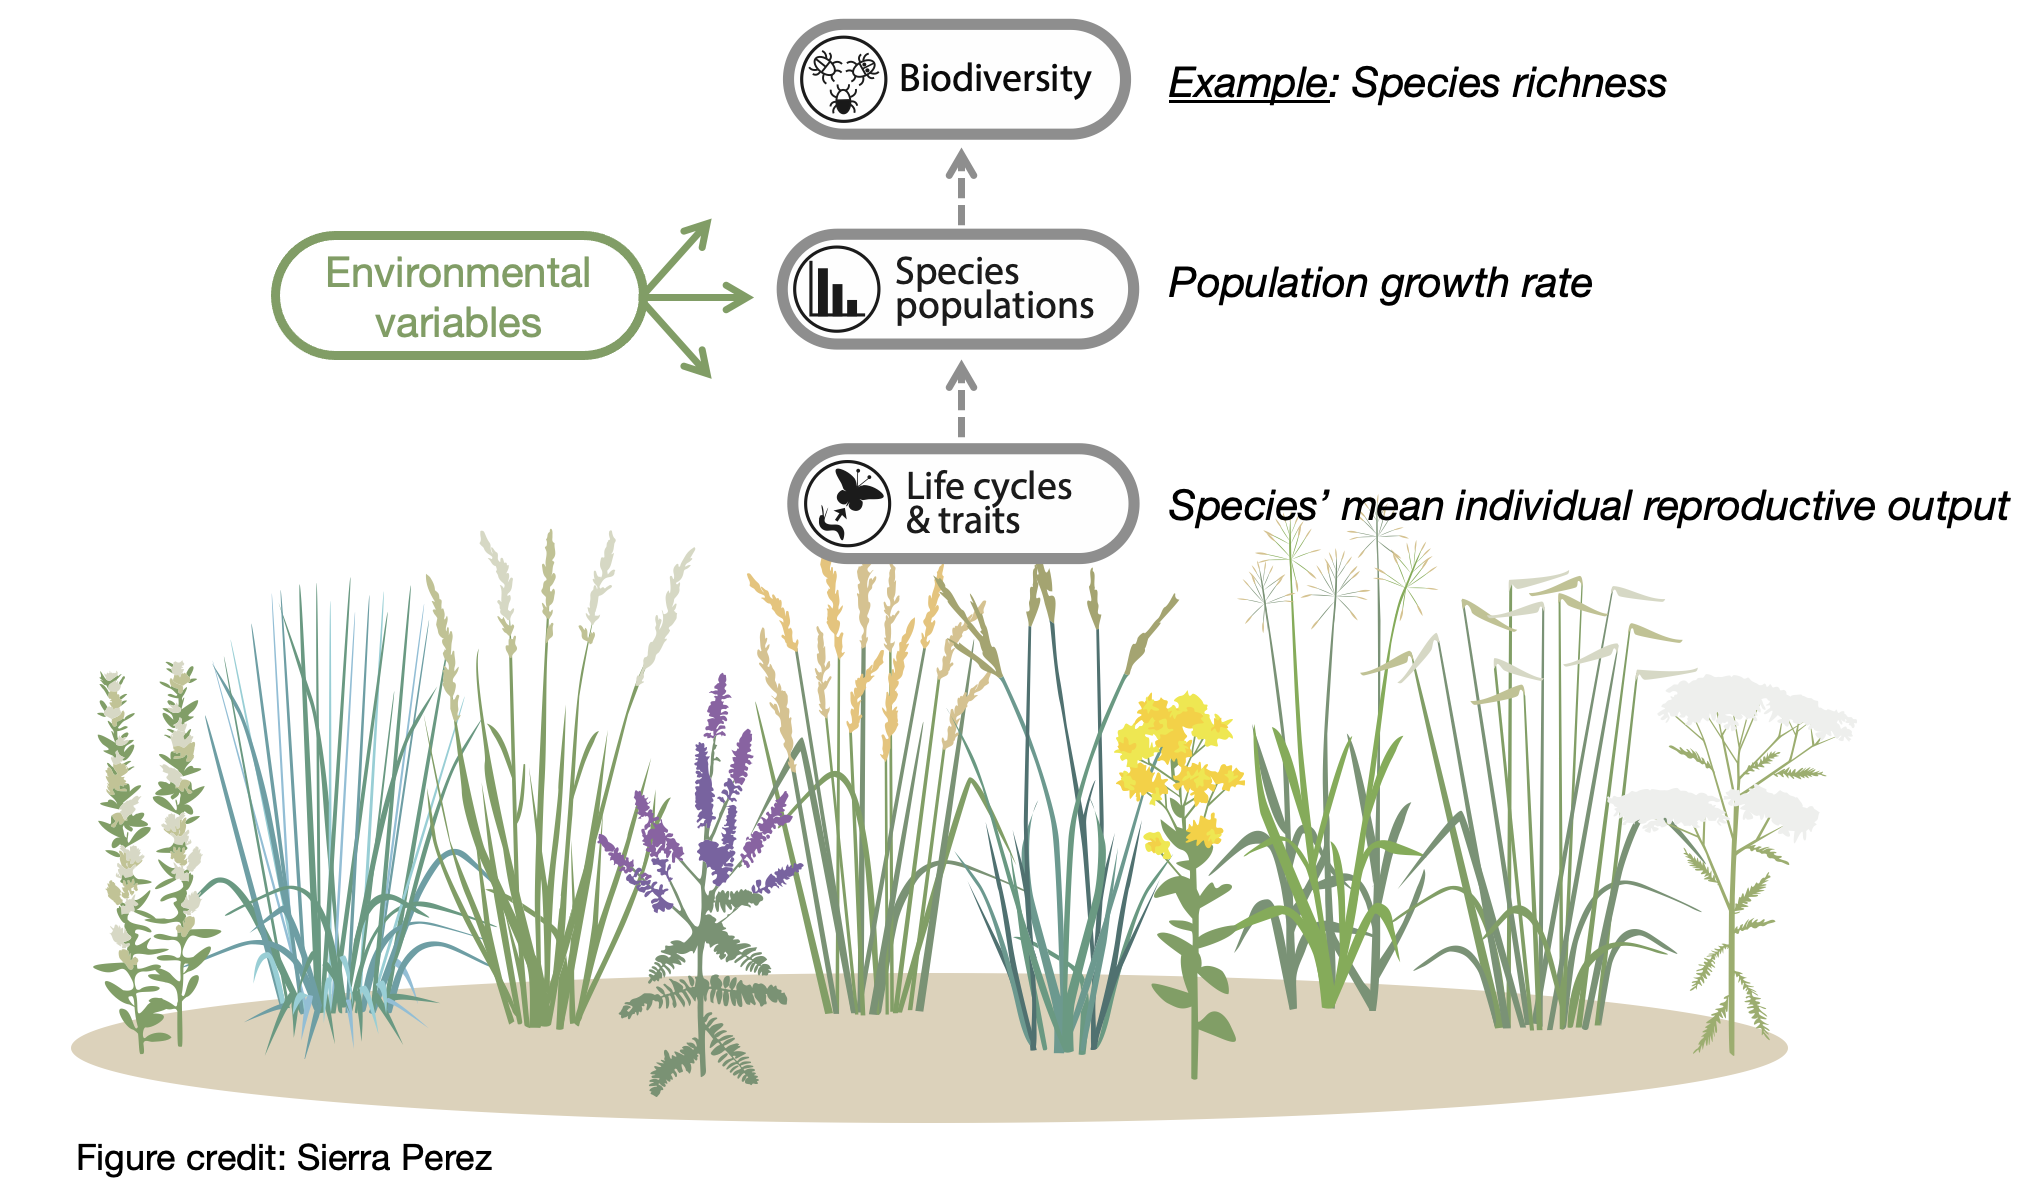 Biodiversity
Example: Species richness
Environmental
variables
Species
populations
Population growth rate
Life cycles
& traits
Species’ mean individual reproductive output
Figure credit: Sierra Perez